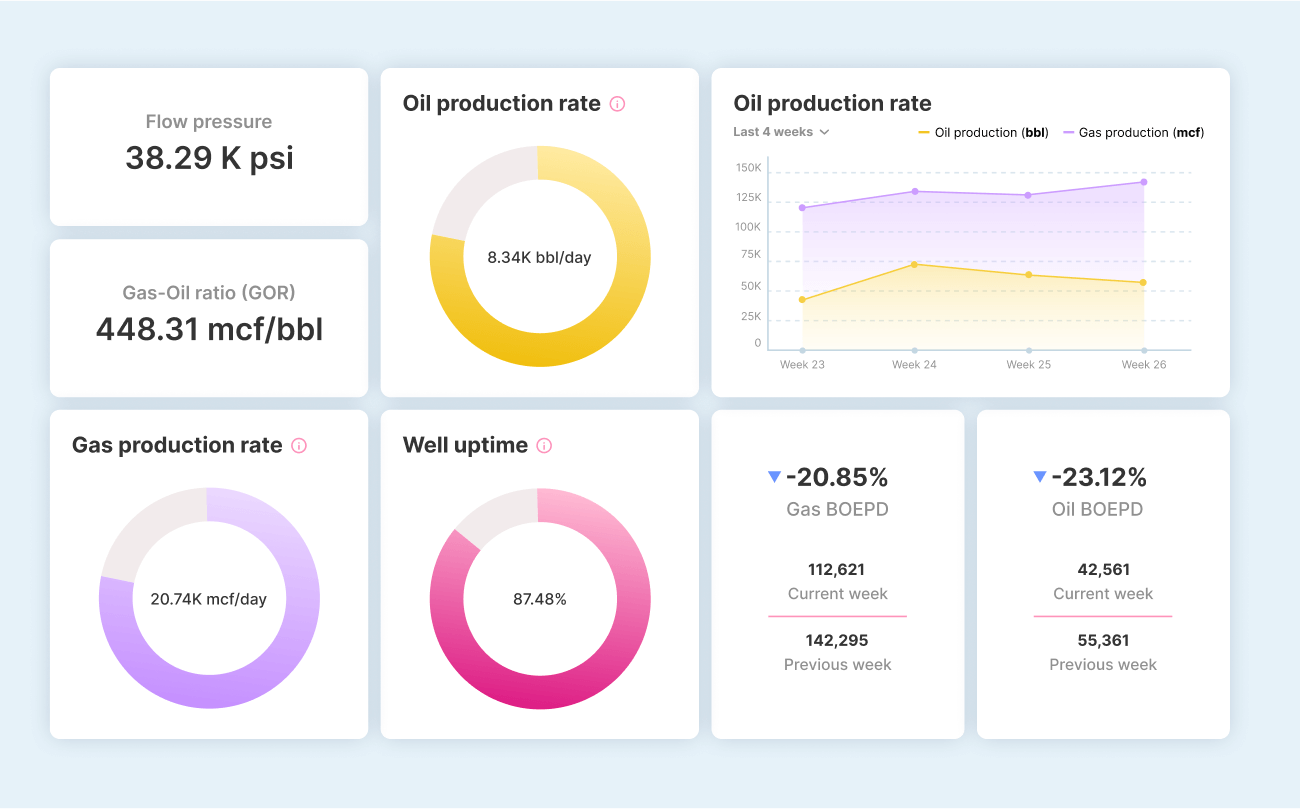 Flow pressure
38.29 K psi
Gas-Oil ratio (GOR)
448.31 mcf/bbl
Oil production rate
8.34K bbl/day
Oil production rate
Last 4 weeks
Oil production (bbl)
Gas production (mcf)
150K
125K
100K
75K
50K
25K
0
Week 23
Week 24
Week 25
Week 26
Gas production rate
20.74K mcf/day
Well uptime
87.48%
-20.85%
Gas BOEPD
112,621
Current week
142,295
Previous week
-23.12%
Oil BOEPD
42,561
Current week
55,361
Previous week